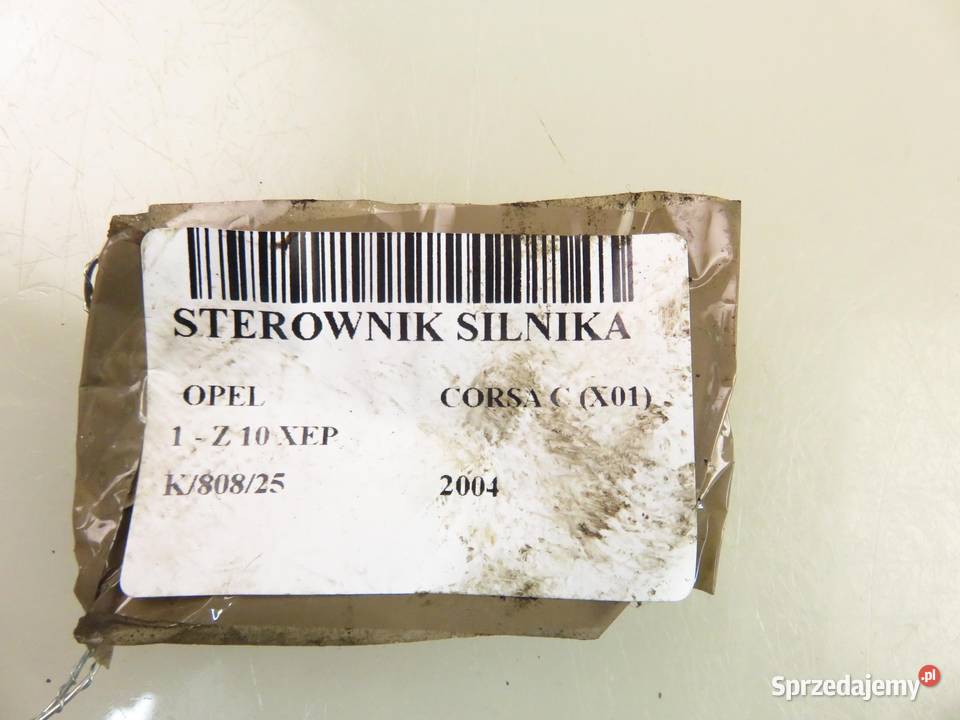 STEROWNIK SILNIKA
OPEL CORSA C (X01)
1 - Z 10 XEP
K/808/25 2004
Sprzedajemy.pl